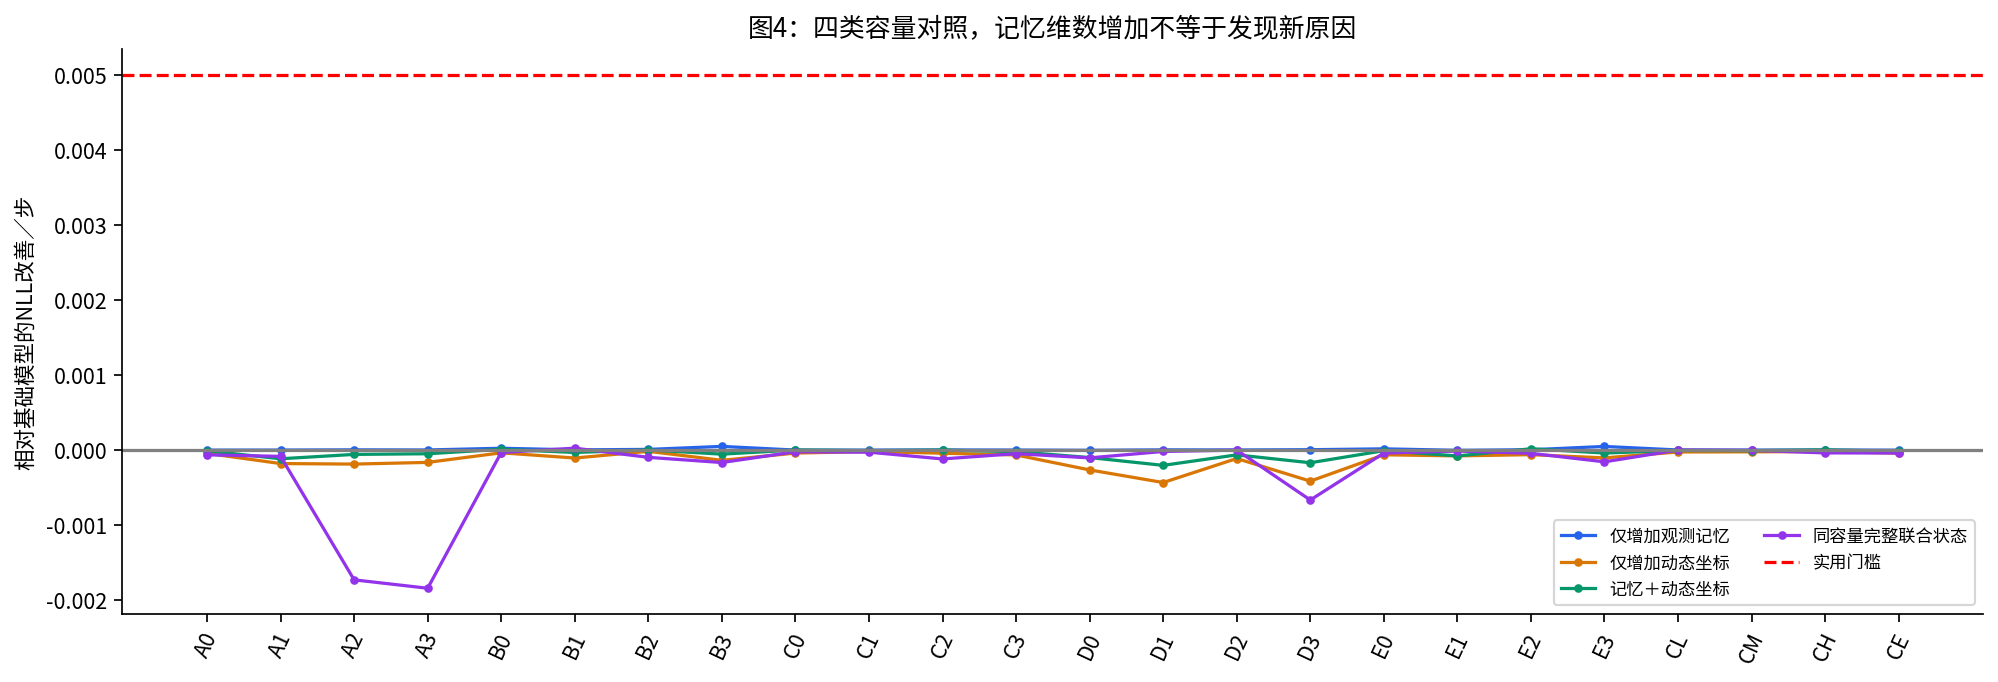 图4：四类容量对照，记忆维数增加不等于发现新原因
相对基础模型的NLL改善／步
0.005
0.004
0.003
0.002
0.001
0.000
-0.001
-0.002
A0 A1 A2 A3 B0 B1 B2 B3 C0 C1 C2 C3 D0 D1 D2 D3 E0 E1 E2 E3 CL CM CH CE
仅增加观测记忆
仅增加动态坐标
记忆＋动态坐标
同容量完整联合状态
实用门槛